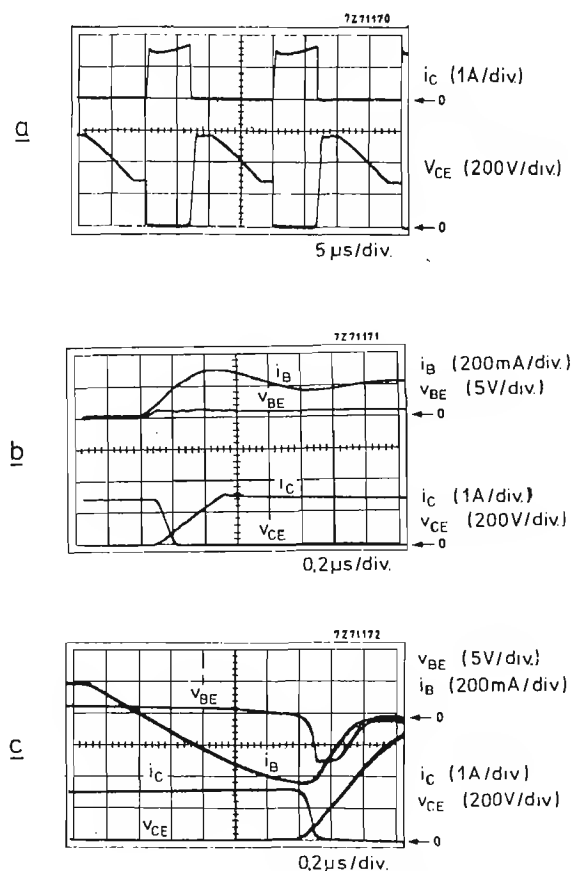 7Z71170
a
i_C (1A/div.)
0
V_CE (200V/div.)
0
5 µs/div.
7Z71171
b
i_B
v_BE
i_B (200mA/div.)
v_BE (5V/div.)
0
i_C
v_CE
i_C (1A/div.)
v_CE (200V/div.)
0
0,2µs/div.
7Z71172
c
v_BE (5V/div.)
i_B (200mA/div)
0
v_BE
i_B
i_C
v_CE
i_C (1A/div)
v_CE (200V/div)
0
0,2µs/div.